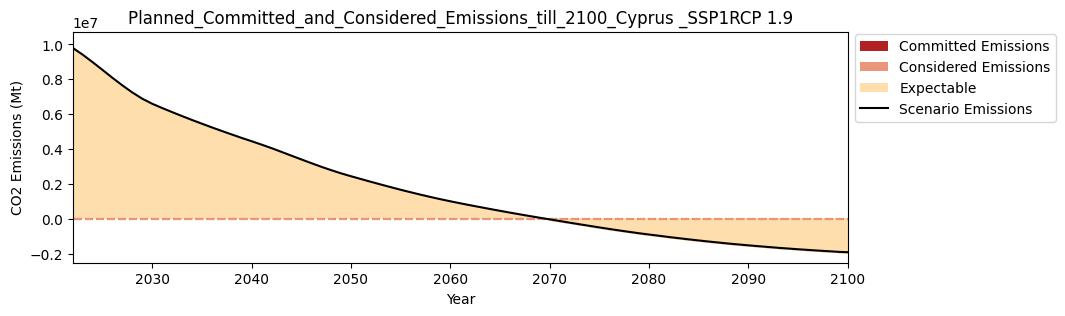 Planned_Committed_and_Considered_Emissions_till_2100_Cyprus _SSP1RCP 1.9
1e7
1.0
0.8
0.6
0.4
0.2
0.0
−0.2
CO2 Emissions (Mt)
2030 2040 2050 2060 2070 2080 2090 2100
Year
Committed Emissions
Considered Emissions
Expectable
Scenario Emissions